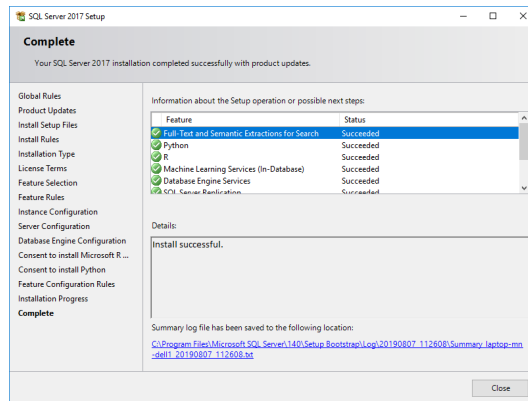 SQL Server 2017 Setup
Complete
Your SQL Server 2017 installation completed successfully with product updates.
Global Rules
Product Updates
Install Setup Files
Install Rules
Installation Type
License Terms
Feature Selection
Feature Rules
Instance Configuration
Server Configuration
Database Engine Configuration
Consent to install Microsoft R ...
Consent to install Python
Feature Configuration Rules
Installation Progress
Complete
Information about the Setup operation or possible next steps:
Feature Status
Full-Text and Semantic Extractions for Search Succeeded
Python Succeeded
R Succeeded
Machine Learning Services (In-Database) Succeeded
Database Engine Services Succeeded
SQL Server Replication Succeeded
Details:
Install successful.
Summary log file has been saved to the following location:
C:\Program Files\Microsoft SQL Server\140\Setup Bootstrap\Log\20190807_112608\Summary_laptop-mn
-dell1_20190807_112608.txt
Close